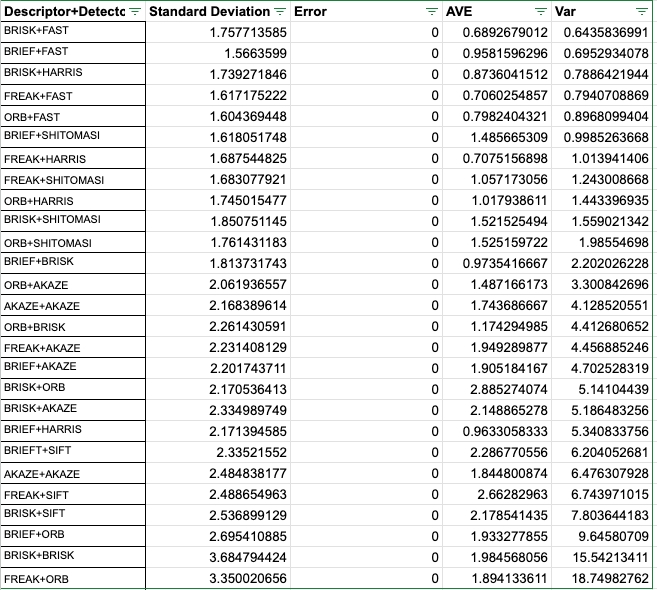 Descriptor+Detecto Standard Deviation Error AVE Var
BRISK+FAST 1.757713585 0 0.6892679012 0.6435836991
BRIEF+FAST 1.5663599 0 0.9581596296 0.6952934078
BRISK+HARRIS 1.739271846 0 0.8736041512 0.7886421944
FREAK+FAST 1.617175222 0 0.7060254857 0.7940708869
ORB+FAST 1.604369448 0 0.7982404321 0.8968099404
BRIEF+SHITOMASI 1.618051748 0 1.485665309 0.9985263668
FREAK+HARRIS 1.687544825 0 0.7075156898 1.013941406
FREAK+SHITOMASI 1.683077921 0 1.057173056 1.243008668
ORB+HARRIS 1.745015477 0 1.017938611 1.443396935
BRISK+SHITOMASI 1.850751145 0 1.521525494 1.559021342
ORB+SHITOMASI 1.761431183 0 1.525159722 1.98554698
BRIEF+BRISK 1.813731743 0 0.9735416667 2.202026228
ORB+AKAZE 2.061936557 0 1.487166173 3.300842696
AKAZE+AKAZE 2.168389614 0 1.743686667 4.128520551
ORB+BRISK 2.261430591 0 1.174294985 4.412680652
FREAK+AKAZE 2.231408129 0 1.949289877 4.456885246
BRIEF+AKAZE 2.201743711 0 1.905184167 4.702528319
BRISK+ORB 2.170536413 0 2.885274074 5.14104439
BRISK+AKAZE 2.334989749 0 2.148865278 5.186483256
BRIEF+HARRIS 2.171394585 0 0.9633058333 5.340833756
BRIEFT+SIFT 2.33521552 0 2.286770556 6.204052681
AKAZE+AKAZE 2.484838177 0 1.844800874 6.476307928
FREAK+SIFT 2.488654963 0 2.66282963 6.743971015
BRISK+SIFT 2.536899129 0 2.178541435 7.803644183
BRIEF+ORB 2.695410885 0 1.933277855 9.64580709
BRISK+BRISK 3.684794424 0 1.984568056 15.54213411
FREAK+ORB 3.350020656 0 1.894133611 18.74982762